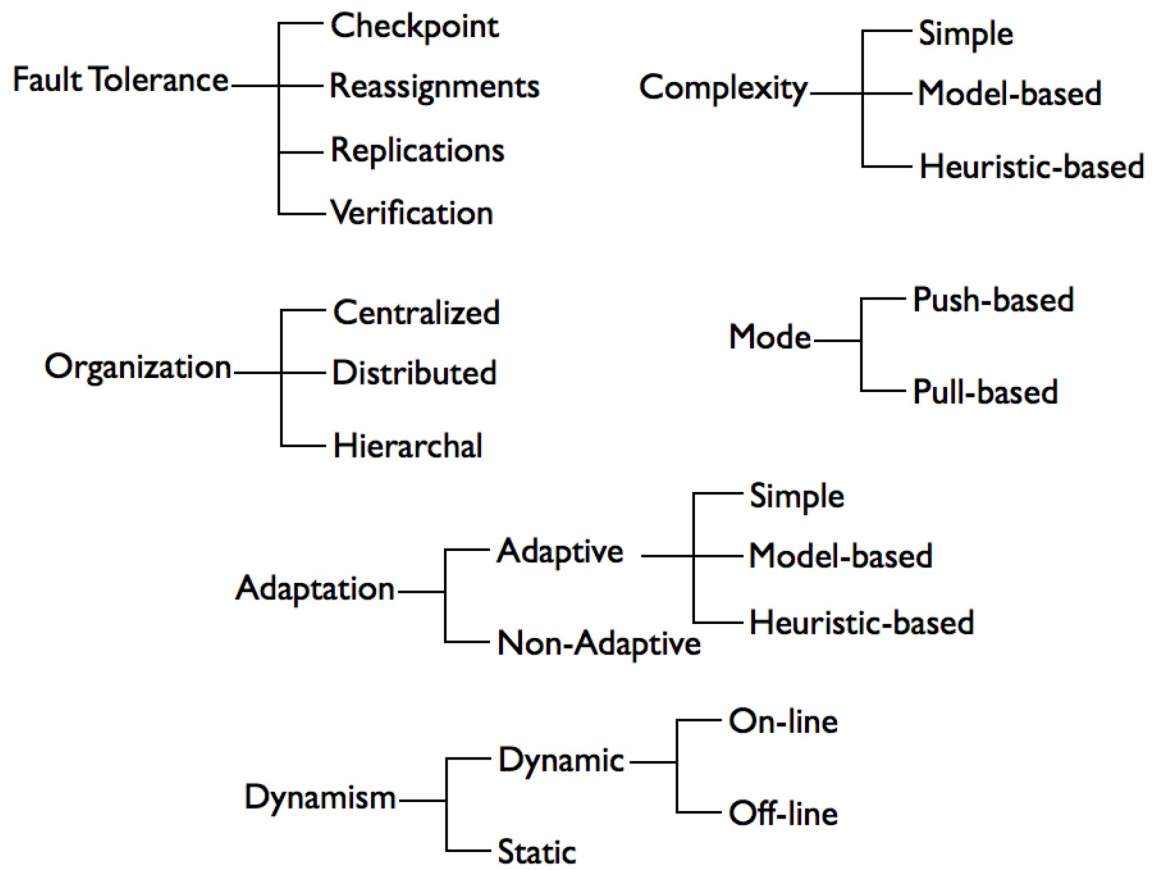 Fault Tolerance
Checkpoint
Reassignments
Replications
Verification
Complexity
Simple
Model-based
Heuristic-based
Organization
Centralized
Distributed
Hierarchal
Mode
Push-based
Pull-based
Adaptation
Adaptive
Non-Adaptive
Simple
Model-based
Heuristic-based
Dynamism
Dynamic
Static
On-line
Off-line